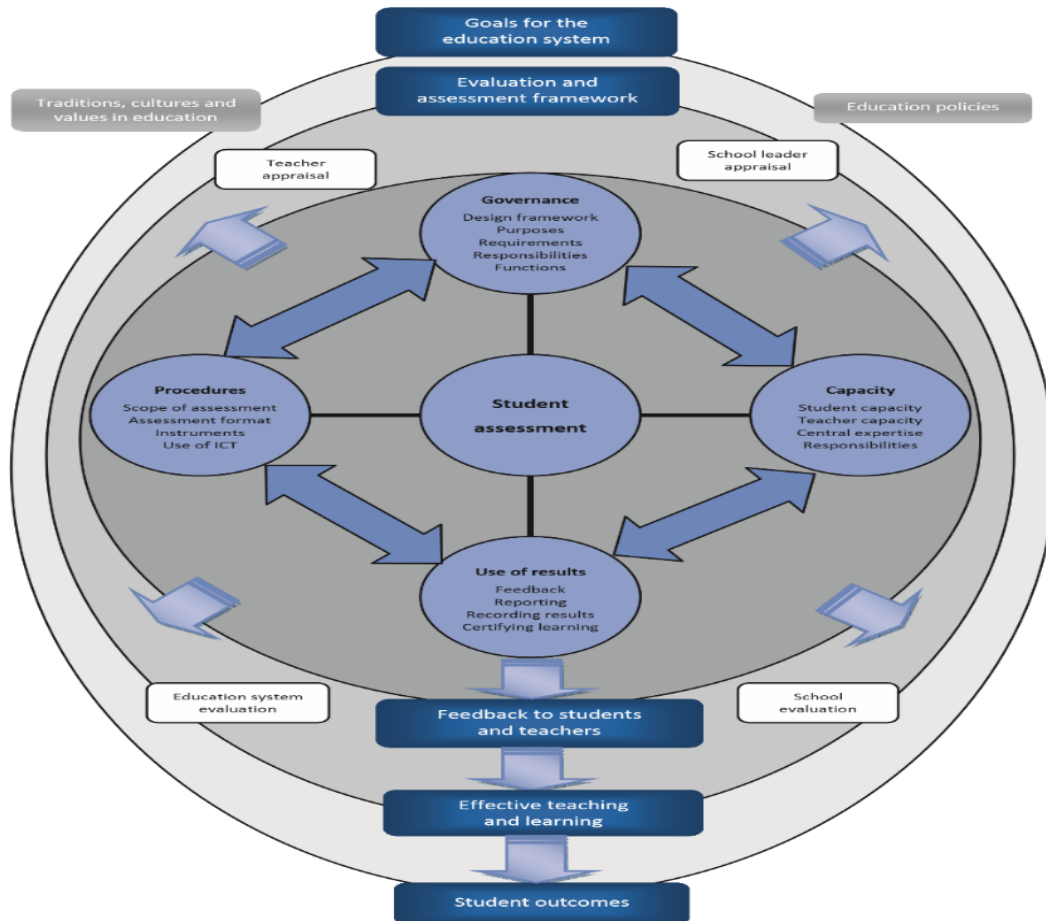 Goals for the
education system
Evaluation and
assessment framework
Traditions, cultures and
values in education
Education policies
Teacher
appraisal
School leader
appraisal
Governance
Design framework
Purposes
Requirements
Responsibilities
Functions
Procedures
Scope of assessment
Assessment format
Instruments
Use of ICT
Student
assessment
Capacity
Student capacity
Teacher capacity
Central expertise
Responsibilities
Use of results
Feedback
Reporting
Recording results
Certifying learning
Education system
evaluation
School
evaluation
Feedback to students
and teachers
Effective teaching
and learning
Student outcomes